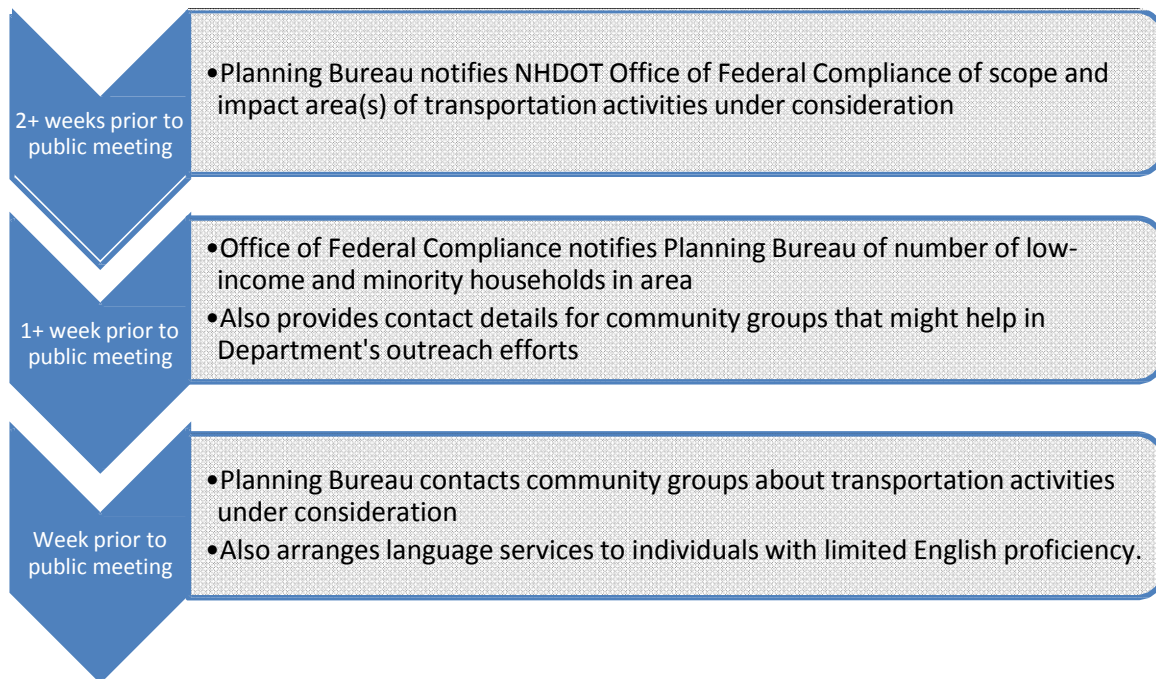 2+ weeks prior to
public meeting
•Planning Bureau notifies NHDOT Office of Federal Compliance of scope and
impact area(s) of transportation activities under consideration
1+ week prior to
public meeting
•Office of Federal Compliance notifies Planning Bureau of number of low-
income and minority households in area
•Also provides contact details for community groups that might help in
Department's outreach efforts
Week prior to
public meeting
•Planning Bureau contacts community groups about transportation activities
under consideration
•Also arranges language services to individuals with limited English proficiency.